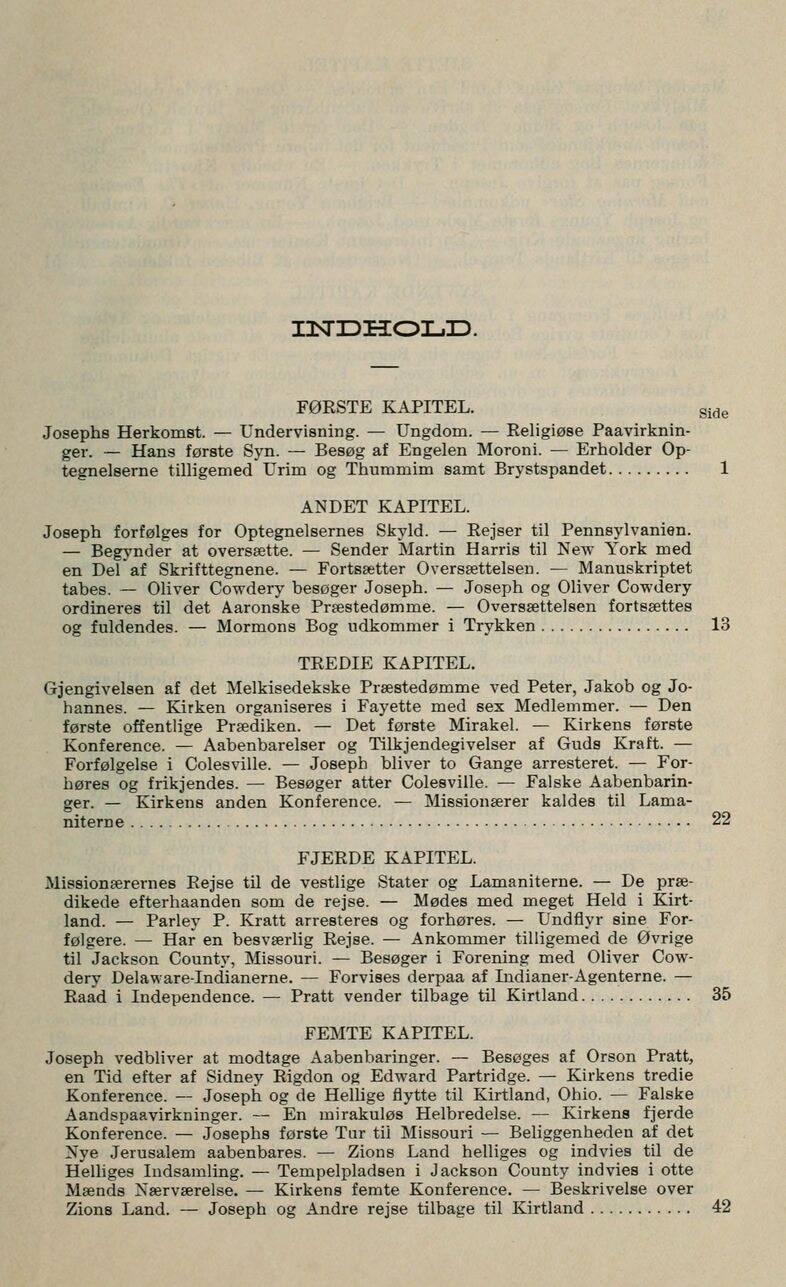 INDHOLD.
FØRSTE KAPITEL.
Side
Josephs Herkomst. — Undervisning. — Ungdom. — Religiøse Paavirknin-
ger. — Hans første Syn. — Besøg af Engelen Moroni. — Erholder Op-
tegnelserne tilligemed Urim og Thummim samt Brystspandet......... 1
ANDET KAPITEL.
Joseph forfølges for Optegnelsernes Skyld. — Rejser til Pennsylvanien.
— Begynder at oversætte. — Sender Martin Harris til New York med
en Del af Skrifttegnene. — Fortsætter Oversættelsen. — Manuskriptet
tabes. — Oliver Cowdery besøger Joseph. — Joseph og Oliver Cowdery
ordineres til det Aaronske Præstedømme. — Oversættelsen fortsættes
og fuldendes. — Mormons Bog udkommer i Trykken ................ 13
TREDIE KAPITEL.
Gjengivelsen af det Melkisedekske Præstedømme ved Peter, Jakob og Jo-
hannes. — Kirken organiseres i Fayette med sex Medlemmer. — Den
første offentlige Prædiken. — Det første Mirakel. — Kirkens første
Konference. — Aabenbarelser og Tilkjendegivelser af Guds Kraft. —
Forfølgelse i Colesville. — Joseph bliver to Gange arresteret. — For-
høres og frikjendes. — Besøger atter Colesville. — Falske Aabenbarin-
ger. — Kirkens anden Konference. — Missionærer kaldes til Lama-
niterne ........................................................ 22
FJERDE KAPITEL.
Missionærernes Rejse til de vestlige Stater og Lamaniterne. — De præ-
dikede efterhaanden som de rejse. — Mødes med meget Held i Kirt-
land. — Parley P. Kratt arresteres og forhøres. — Undflyr sine For-
følgere. — Har en besværlig Rejse. — Ankommer tilligemed de Øvrige
til Jackson County, Missouri. — Besøger i Forening med Oliver Cow-
dery Delaware-Indianerne. — Forvises derpaa af Indianer-Agenterne. —
Raad i Independence. — Pratt vender tilbage til Kirtland............ 35
FEMTE KAPITEL.
Joseph vedbliver at modtage Aabenbaringer. — Besøges af Orson Pratt,
en Tid efter af Sidney Rigdon og Edward Partridge. — Kirkens tredie
Konference. — Joseph og de Hellige flytte til Kirtland, Ohio. — Falske
Aandspaavirkninger. — En mirakuløs Helbredelse. — Kirkens fjerde
Konference. — Josephs første Tur til Missouri — Beliggenheden af det
Nye Jerusalem aabenbares. — Zions Land helliges og indvies til de
Helliges Indsamling. — Tempelpladsen i Jackson County indvies i otte
Mænds Nærværelse. — Kirkens femte Konference. — Beskrivelse over
Zions Land. — Joseph og Andre rejse tilbage til Kirtland ........... 42